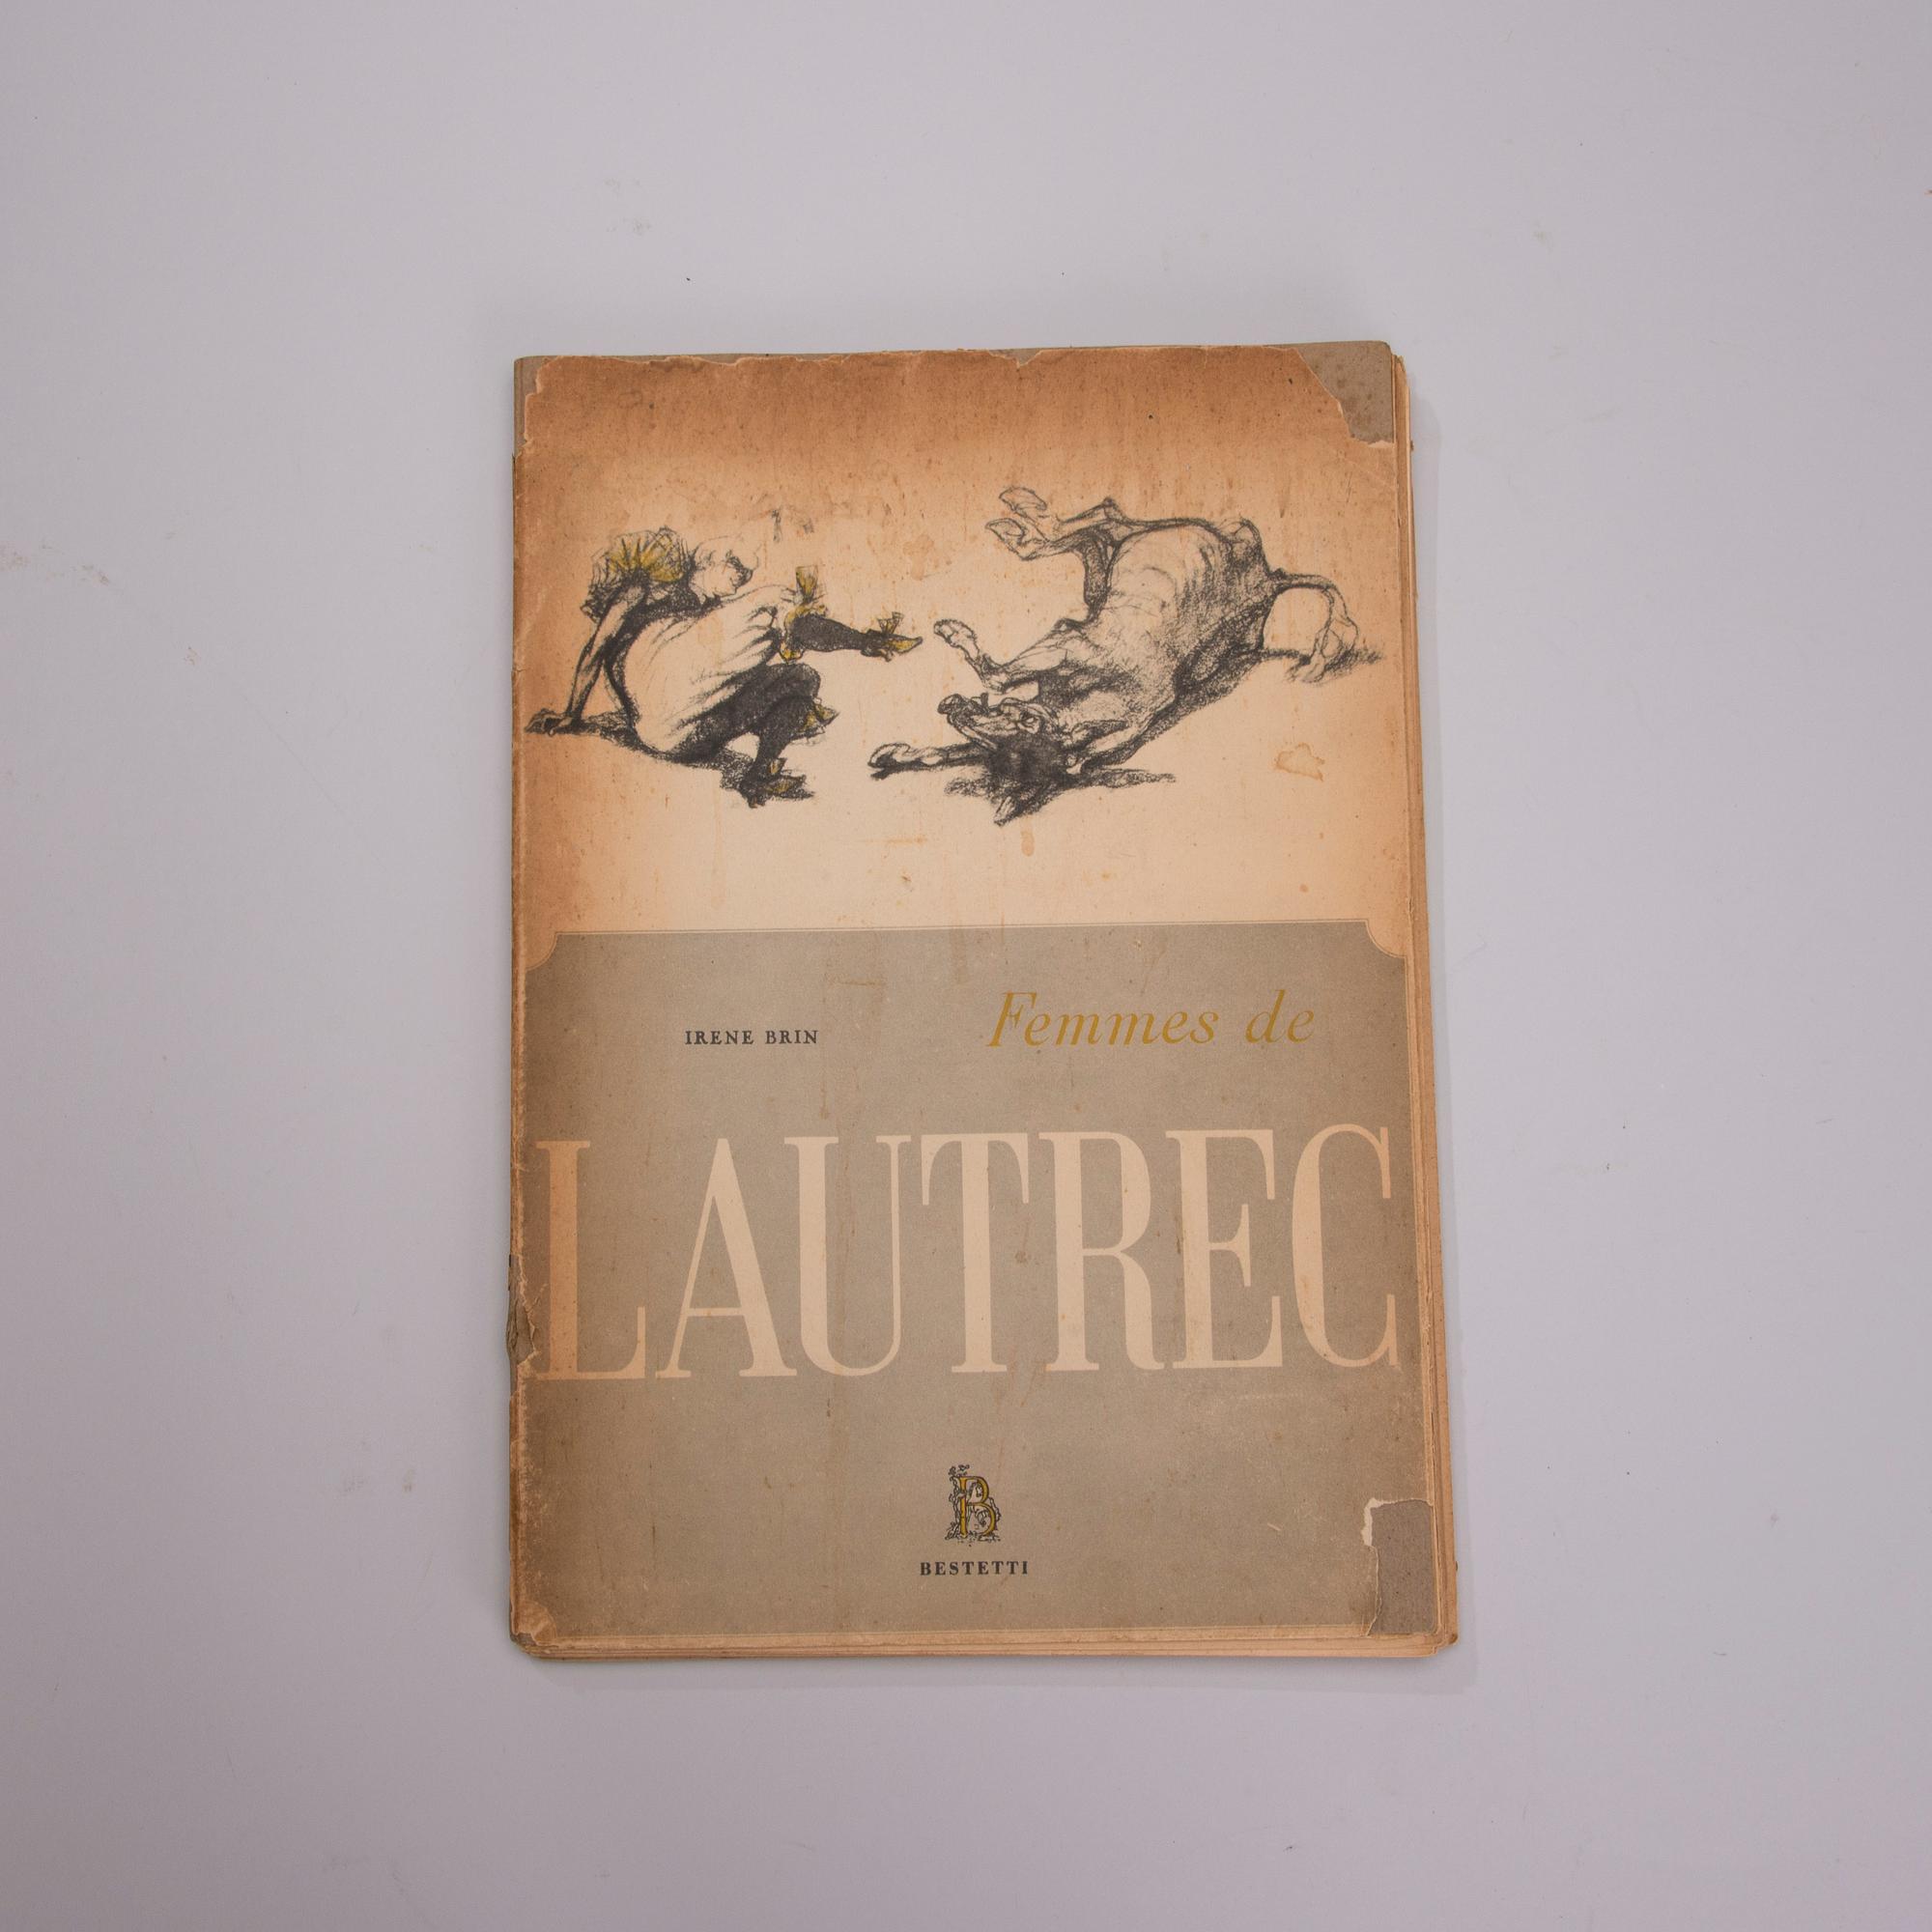 IRENE BRIN
Femmes de
LAUTREC
B
BESTETTI